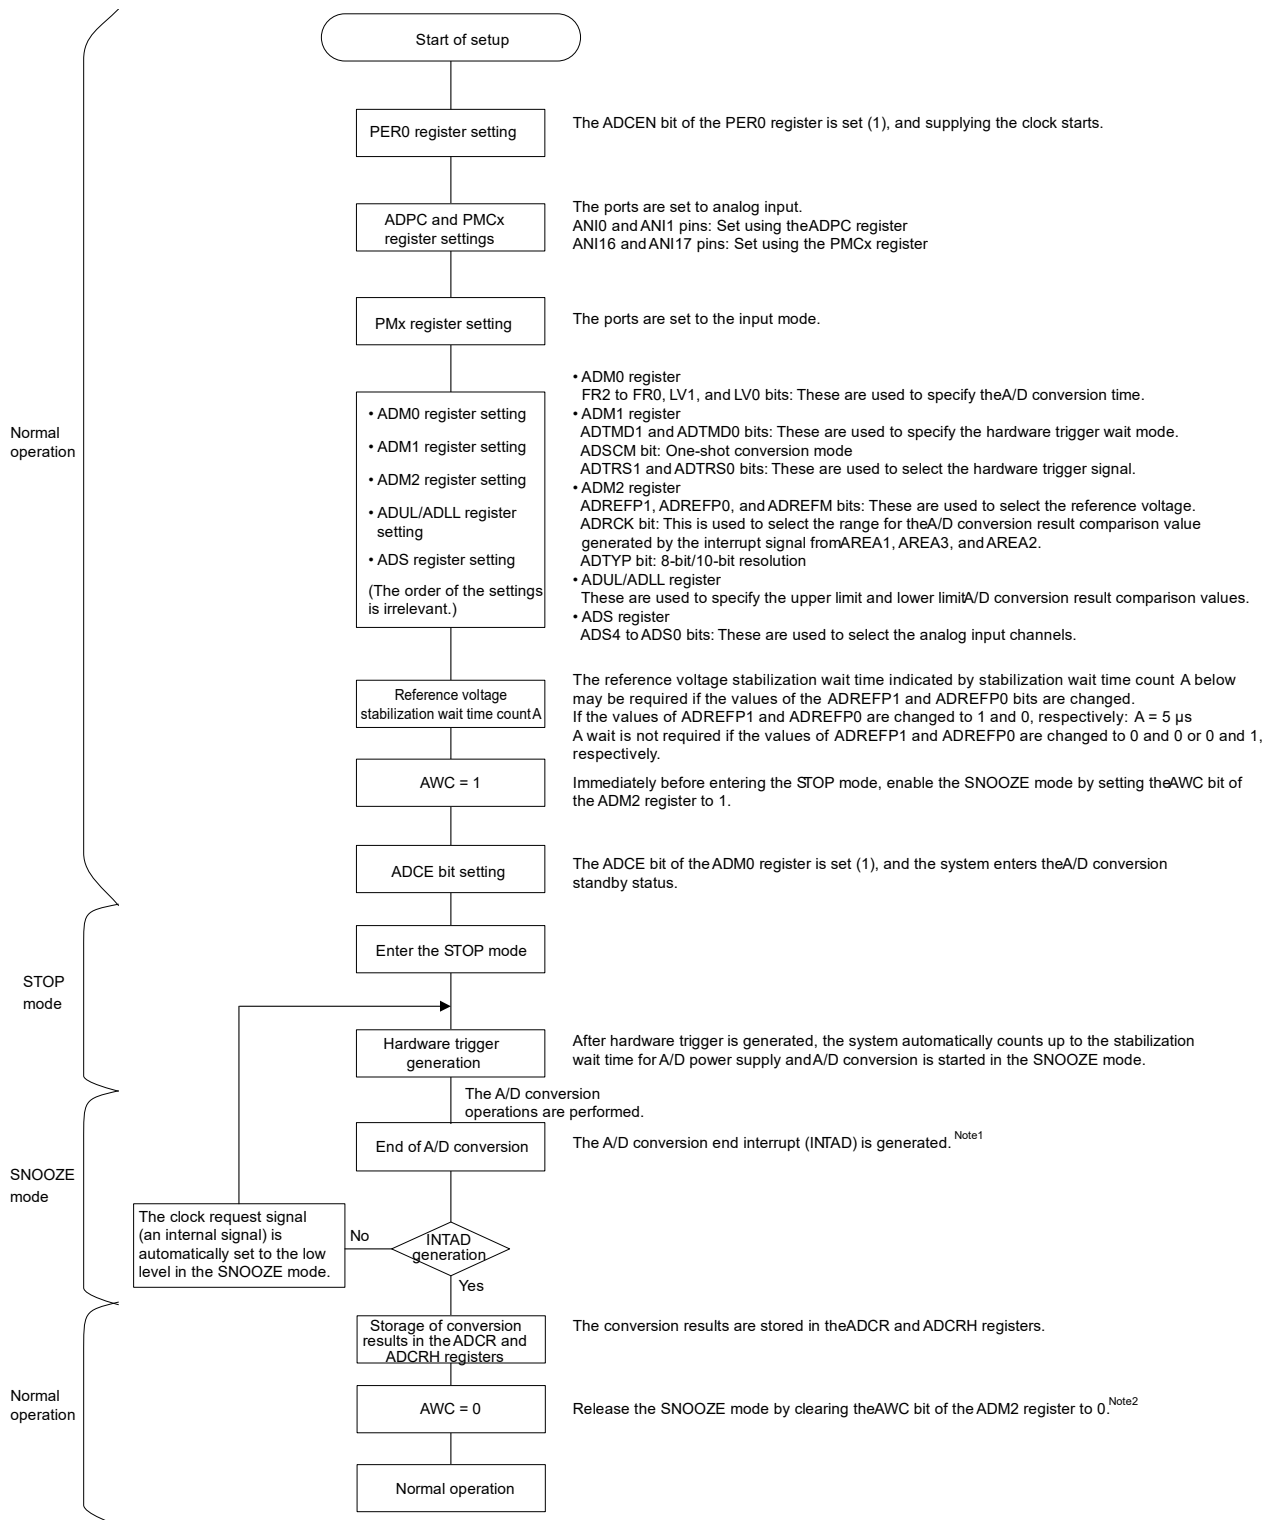 Start of setup
PER0 register setting
The ADCEN bit of the PER0 register is set (1), and supplying the clock starts.
ADPC and PMCx
register settings
The ports are set to analog input.
ANI0 and ANI1 pins: Set using theADPC register
ANI16 and ANI17 pins: Set using the PMCx register
PMx register setting
The ports are set to the input mode.
Normal
operation
• ADM0 register setting
• ADM1 register setting
• ADM2 register setting
• ADUL/ADLL register
setting
• ADS register setting
(The order of the settings
is irrelevant.)
• ADM0 register
FR2 to FR0, LV1, and LV0 bits: These are used to specify theA/D conversion time.
• ADM1 register
ADTMD1 and ADTMD0 bits: These are used to specify the hardware trigger wait mode.
ADSCM bit: One-shot conversion mode
ADTRS1 and ADTRS0 bits: These are used to select the hardware trigger signal.
• ADM2 register
ADREFP1, ADREFP0, and ADREFM bits: These are used to select the reference voltage.
ADRCK bit: This is used to select the range for theA/D conversion result comparison value
generated by the interrupt signal fromAREA1, AREA3, and AREA2.
ADTYP bit: 8-bit/10-bit resolution
• ADUL/ADLL register
These are used to specify the upper limit and lower limitA/D conversion result comparison values.
• ADS register
ADS4 to ADS0 bits: These are used to select the analog input channels.
Reference voltage
stabilization wait time count A
The reference voltage stabilization wait time indicated by stabilization wait time count A below
may be required if the values of the ADREFP1 and ADREFP0 bits are changed.
If the values of ADREFP1 and ADREFP0 are changed to 1 and 0, respectively: A = 5 µs
A wait is not required if the values of ADREFP1 and ADREFP0 are changed to 0 and 0 or 0 and 1,
respectively.
AWC = 1
Immediately before entering the STOP mode, enable the SNOOZE mode by setting theAWC bit of
the ADM2 register to 1.
ADCE bit setting
The ADCE bit of the ADM0 register is set (1), and the system enters theA/D conversion
standby status.
Enter the STOP mode
STOP
mode
Hardware trigger
generation
After hardware trigger is generated, the system automatically counts up to the stabilization
wait time for A/D power supply and A/D conversion is started in the SNOOZE mode.
The A/D conversion
operations are performed.
End of A/D conversion
The A/D conversion end interrupt (INTAD) is generated. Note1
SNOOZE
mode
The clock request signal
(an internal signal) is
automatically set to the low
level in the SNOOZE mode.
No
INTAD
generation
Yes
Storage of conversion
results in the ADCR and
ADCRH registers
The conversion results are stored in theADCR and ADCRH registers.
Normal
operation
AWC = 0
Release the SNOOZE mode by clearing theAWC bit of the ADM2 register to 0.Note2
Normal operation